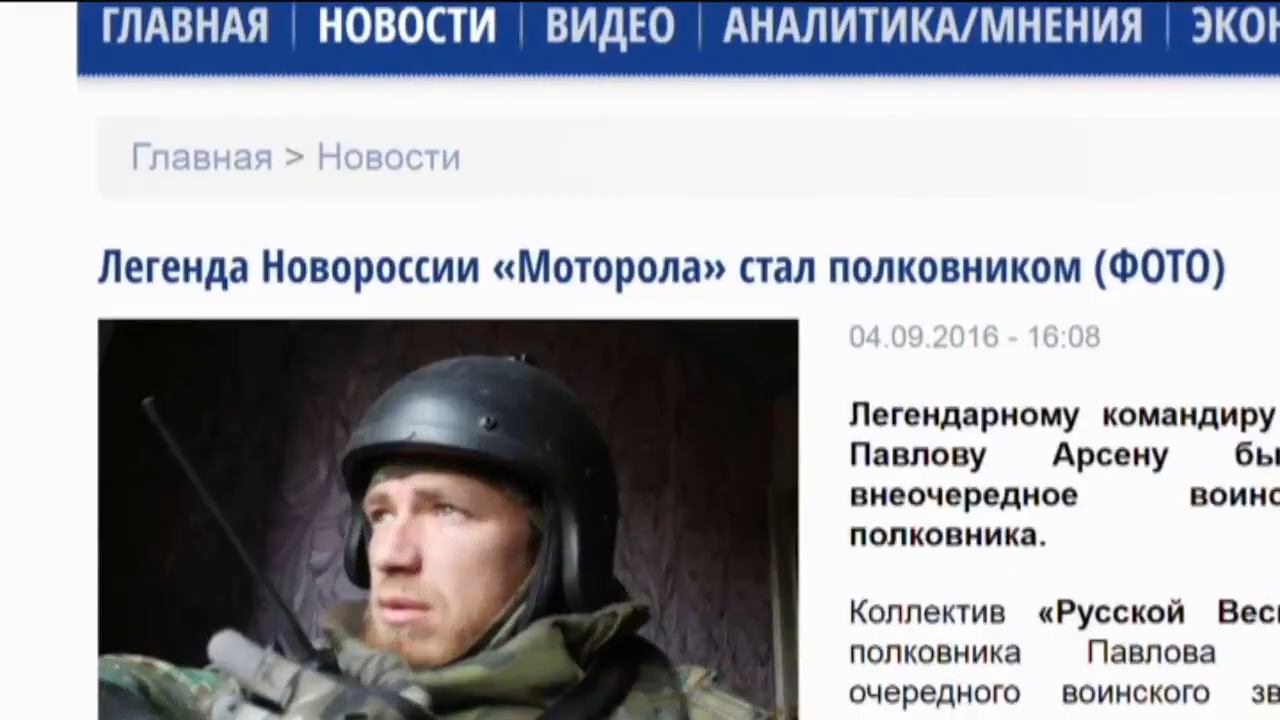 ГЛАВНАЯ НОВОСТИ ВИДЕО АНАЛИТИКА/МНЕНИЯ
Главная > Новости
Легенда Новороссии «Моторола» стал полковником (ФОТО)
04.09.2016 - 16:08
Легендарному командиру
Павлову Арсену
внеочередное
полковника.
Коллектив «Русской
полковника Павлова
очередного воинского